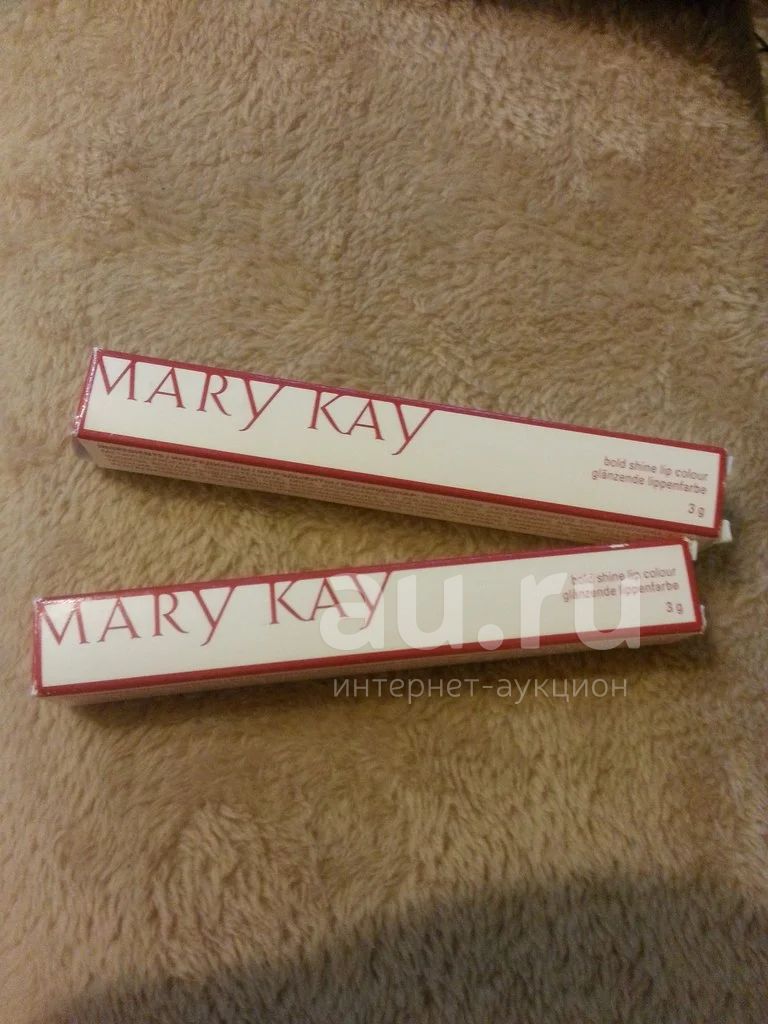 MARY KAY
bold shine lip colour
glänzende lippenfarbe
3 g
MARY KAY
bold shine lip colour
glänzende lippenfarbe
3 g
au.ru
интернет-аукцион